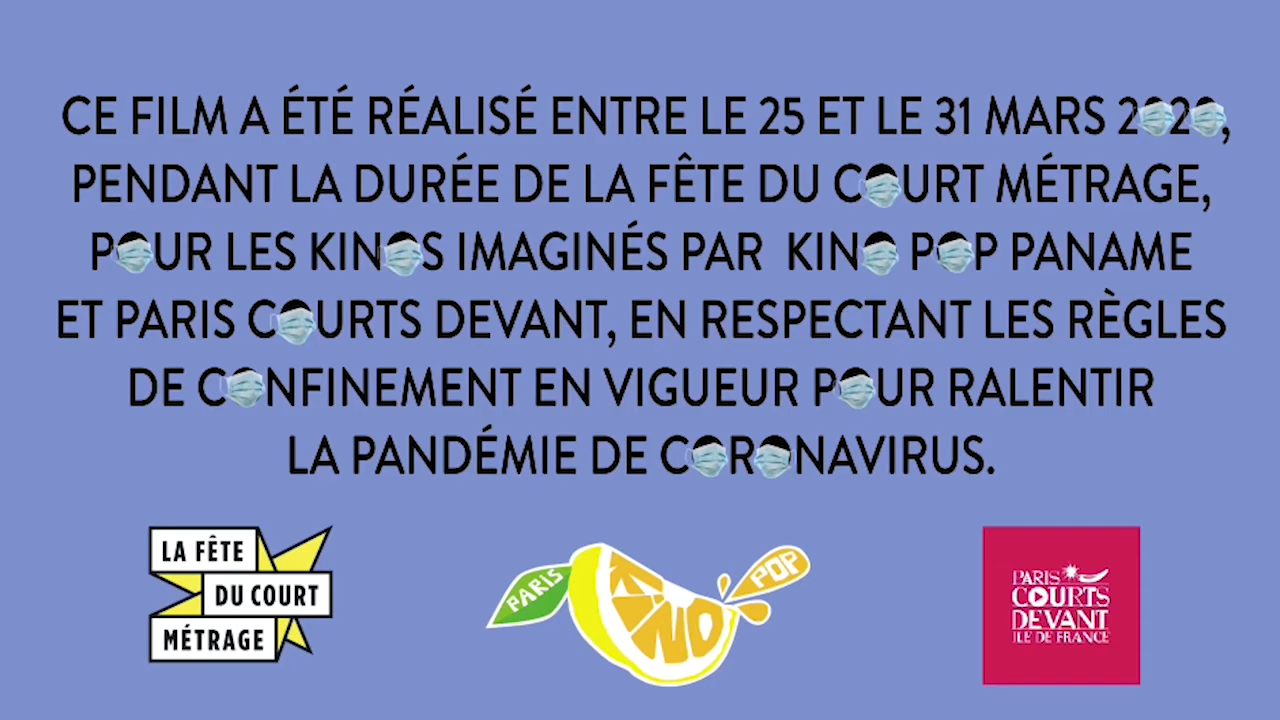 CE FILM A ÉTÉ RÉALISÉ ENTRE LE 25 ET LE 31 MARS 2020,
PENDANT LA DURÉE DE LA FÊTE DU COURT MÉTRAGE,
POUR LES KINOS IMAGINÉS PAR KINO POP PANAME
ET PARIS COURTS DEVANT, EN RESPECTANT LES RÈGLES
DE CONFINEMENT EN VIGUEUR POUR RALENTIR
LA PANDÉMIE DE CORONAVIRUS.
LA FÊTE
DU COURT
MÉTRAGE
PARIS
KINO
POP
PARIS
COURTS
DEVANT
ILE DE FRANCE